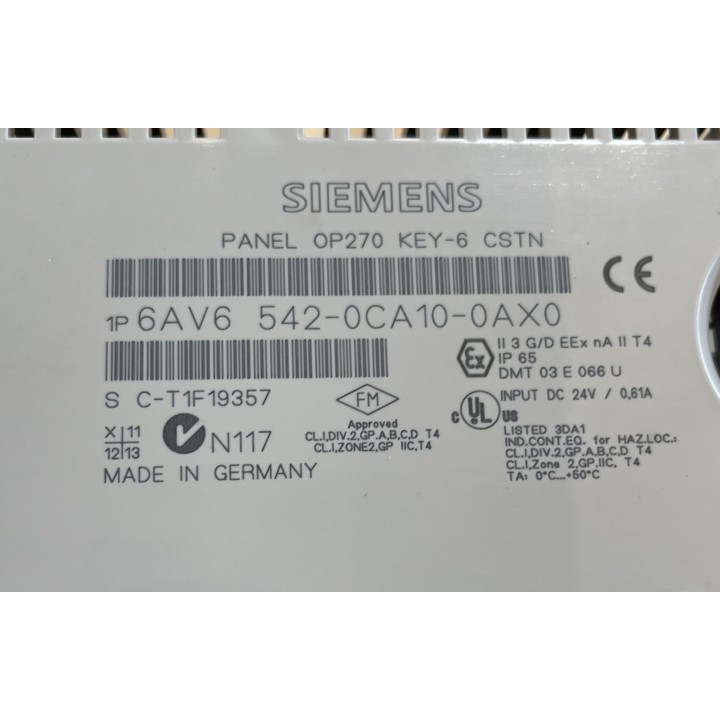 SIEMENS
PANEL OP270 KEY-6 CSTN
CE
1P 6AV6 542-0CA10-0AX0
Ex
II 3 G/D EEx nA II T4
IP 65
DMT 03 E 066 U
S C-T1F19357
FM
Approved
CL.I,DIV.2,GP.A,B,C,D T4
CL.I,ZONE2,GP IIC,T4
INPUT DC 24V / 0,61A
c UL US
LISTED 3DA1
IND.CONT.EQ. for HAZ.LOC.:
CL.I,DIV.2,GP.A,B,C,D T4
CL.I,Zone 2,GP.IIC, T4
TA: 0°C...+50°C
X 11
12 13
N117
MADE IN GERMANY